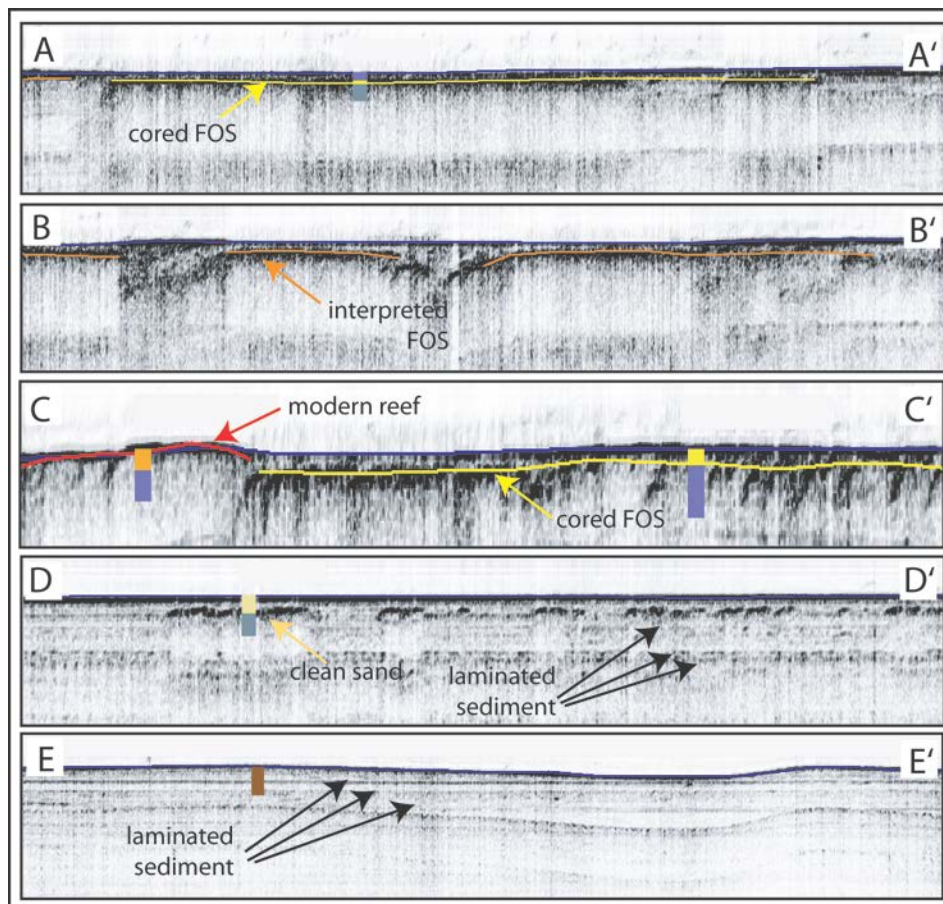 A A'
cored FOS
B B'
interpreted
FOS
C C'
modern reef
cored FOS
D D'
clean sand
laminated
sediment
E E'
laminated
sediment